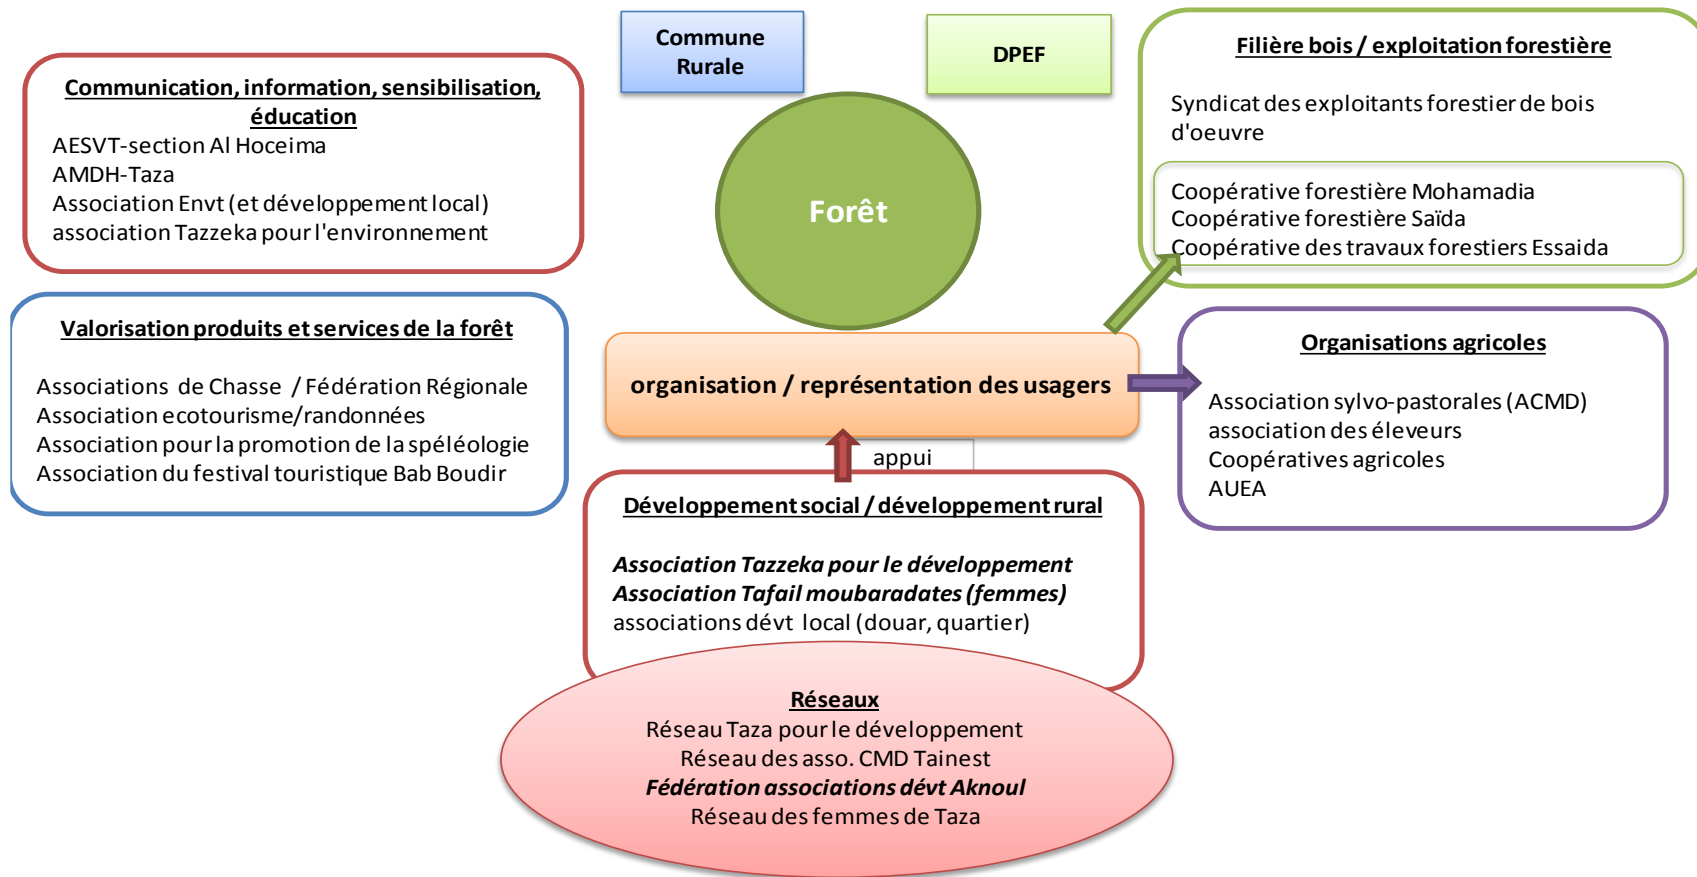 Commune
Rurale
DPEF
Communication, information, sensibilisation,
éducation
AESVT-section Al Hoceima
AMDH-Taza
Association Envt (et développement local)
association Tazzeka pour l'environnement
Filière bois / exploitation forestière
Syndicat des exploitants forestier de bois
d'oeuvre
Coopérative forestière Mohamadia
Coopérative forestière Saïda
Coopérative des travaux forestiers Essaida
Forêt
Valorisation produits et services de la forêt
Associations de Chasse / Fédération Régionale
Association ecotourisme/randonnées
Association pour la promotion de la spéléologie
Association du festival touristique Bab Boudir
organisation / représentation des usagers
Organisations agricoles
Association sylvo-pastorales (ACMD)
association des éleveurs
Coopératives agricoles
AUEA
appui
Développement social / développement rural
Association Tazzeka pour le développement
Association Tafail moubaradates (femmes)
associations dévt local (douar, quartier)
Réseaux
Réseau Taza pour le développement
Réseau des asso. CMD Tainest
Fédération associations dévt Aknoul
Réseau des femmes de Taza